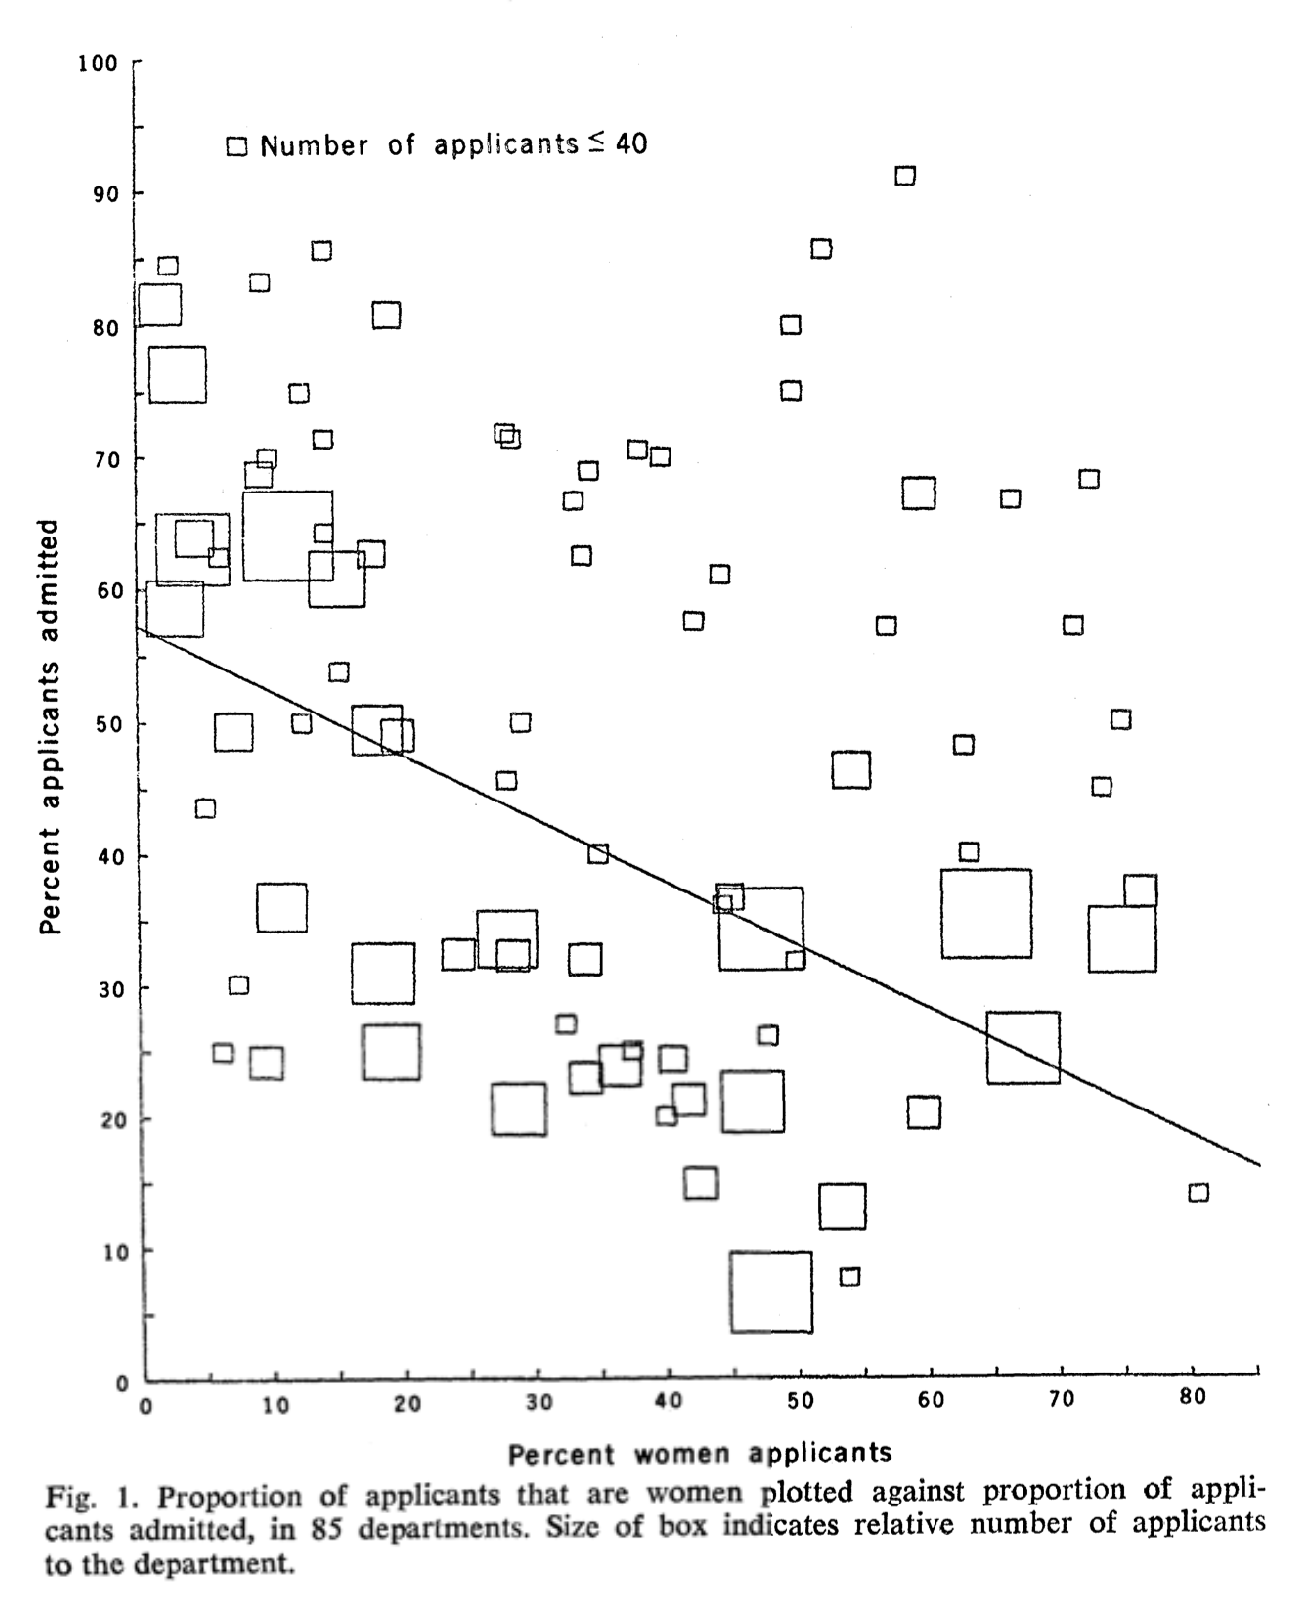 100
Number of applicants ≤ 40
90
80
70
60
50
40
30
20
10
0
Percent applicants admitted
0 10 20 30 40 50 60 70 80
Percent women applicants
Fig. 1. Proportion of applicants that are women plotted against proportion of appli-
cants admitted, in 85 departments. Size of box indicates relative number of applicants
to the department.